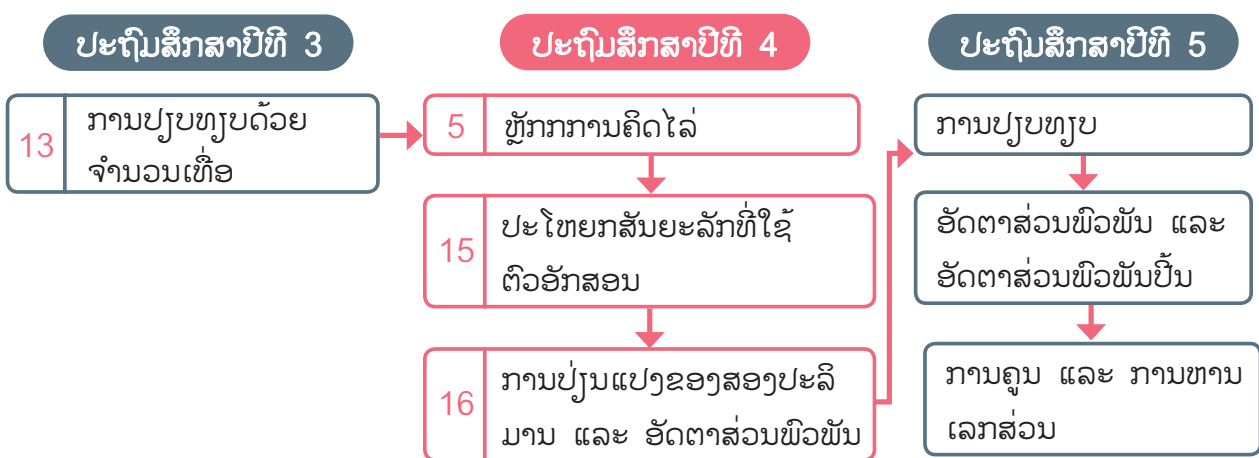 ປະຖົມສຶກສາປີທີ 3
13
ການປຽບທຽບດ້ວຍ
ຈຳນວນເທື່ອ
ປະຖົມສຶກສາປີທີ 4
5
ຫຼັກກການຄິດໄລ່
15
ປະໂຫຍກສັນຍະລັກທີ່ໃຊ້
ຕົວອັກສອນ
16
ການປ່ຽນແປງຂອງສອງປະລິ
ມານ ແລະ ອັດຕາສ່ວນພົວພັນ
ປະຖົມສຶກສາປີທີ 5
ການປຽບທຽບ
ອັດຕາສ່ວນພົວພັນ ແລະ
ອັດຕາສ່ວນພົວພັນປິ້ນ
ການຄູນ ແລະ ການຫານ
ເລກສ່ວນ